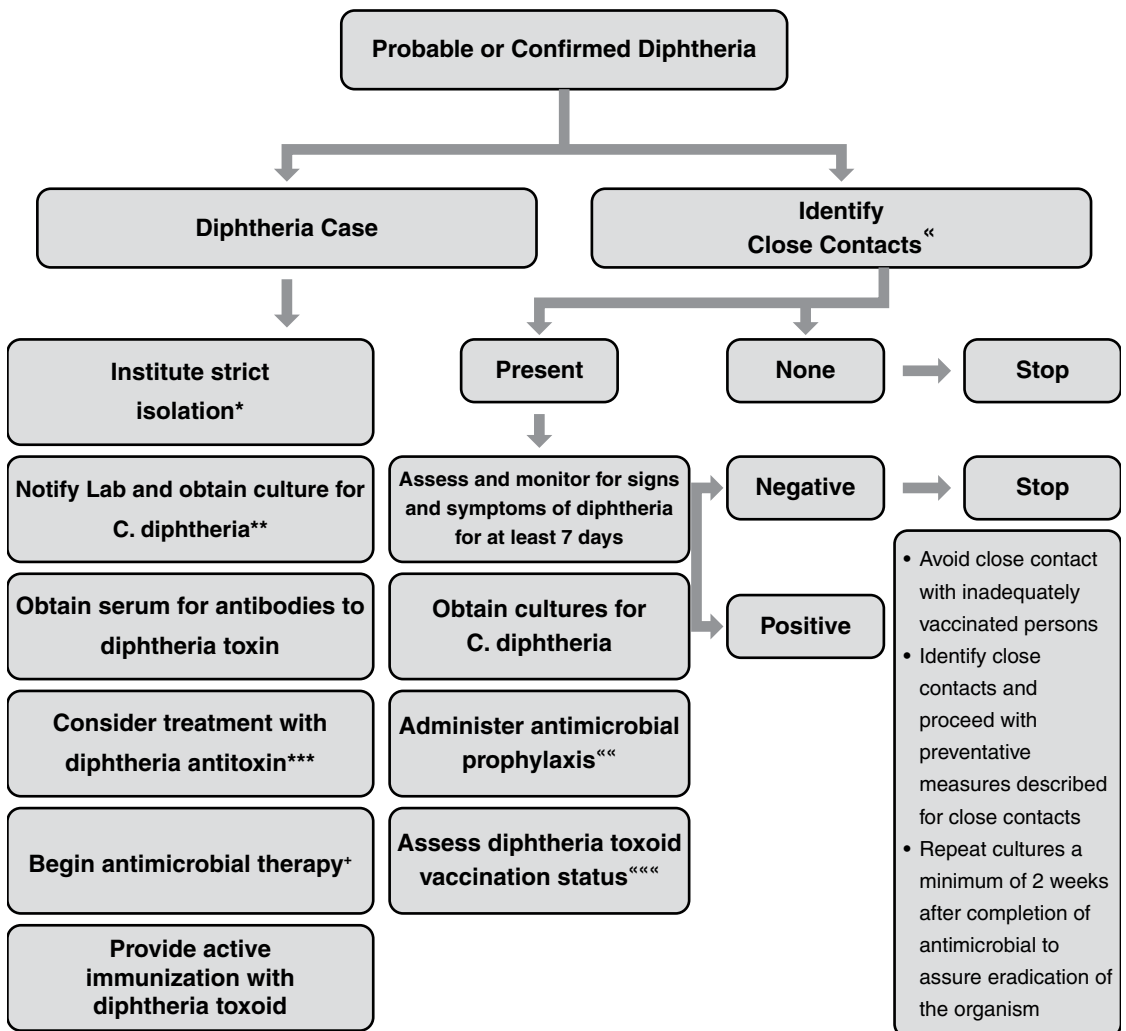 Probable or Confirmed Diphtheria
Diphtheria Case
Identify
Close Contacts«
Institute strict
isolation*
Notify Lab and obtain culture for
C. diphtheria**
Obtain serum for antibodies to
diphtheria toxin
Consider treatment with
diphtheria antitoxin***
Begin antimicrobial therapy+
Provide active
immunization with
diphtheria toxoid
Present
None
Stop
Assess and monitor for signs
and symptoms of diphtheria
for at least 7 days
Obtain cultures for
C. diphtheria
Administer antimicrobial
prophylaxis««
Assess diphtheria toxoid
vaccination status«««
Negative
Stop
Positive
• Avoid close contact
with inadequately
vaccinated persons
• Identify close
contacts and
proceed with
preventative
measures described
for close contacts
• Repeat cultures a
minimum of 2 weeks
after completion of
antimicrobial to
assure eradication of
the organism